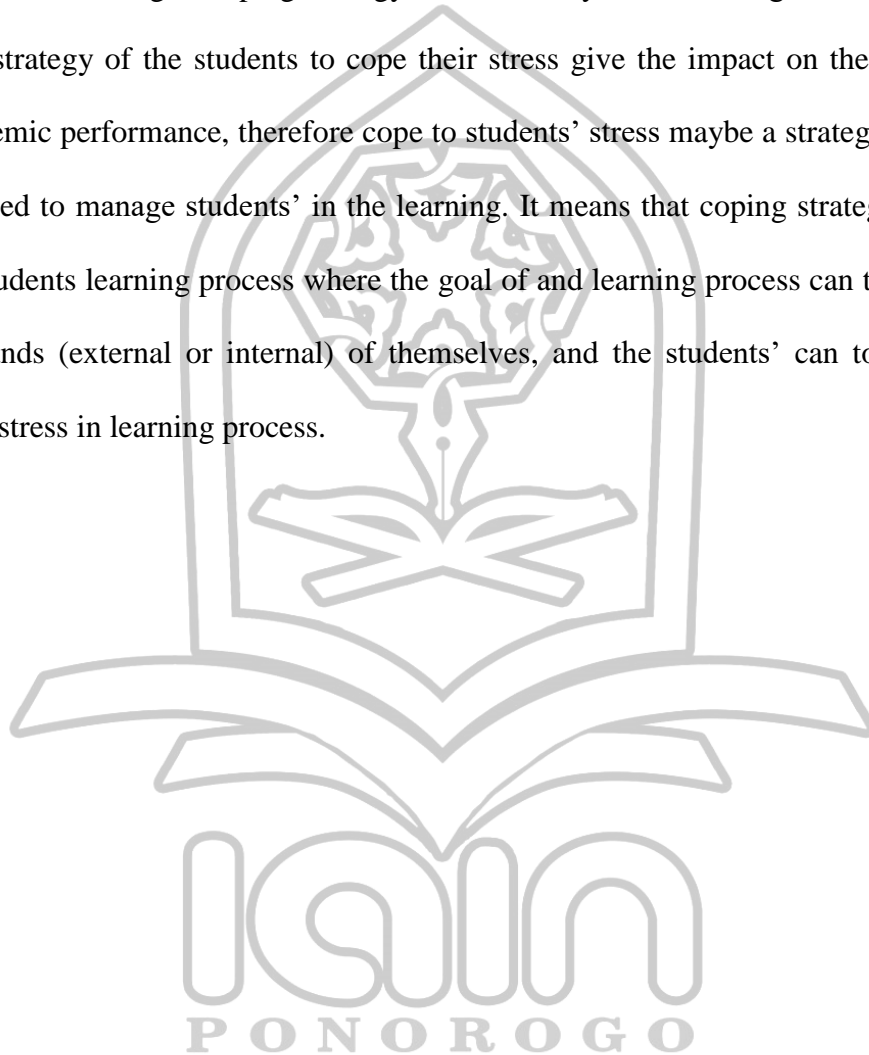 strategy of the students to cope their stress give the impact on the
emic performance, therefore cope to students' stress maybe a strateg
ed to manage students' in the learning. It means that coping strateg
udents learning process where the goal of and learning process can t
nds (external or internal) of themselves, and the students' can to
stress in learning process.
iain
PONOROGO